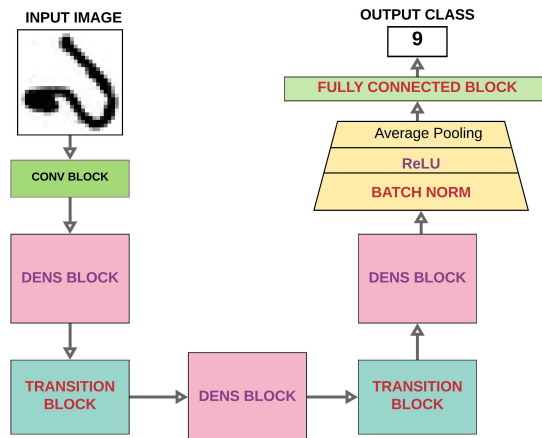 INPUT IMAGE
CONV BLOCK
DENS BLOCK
TRANSITION
BLOCK
DENS BLOCK
TRANSITION
BLOCK
DENS BLOCK
BATCH NORM
ReLU
Average Pooling
FULLY CONNECTED BLOCK
9
OUTPUT CLASS